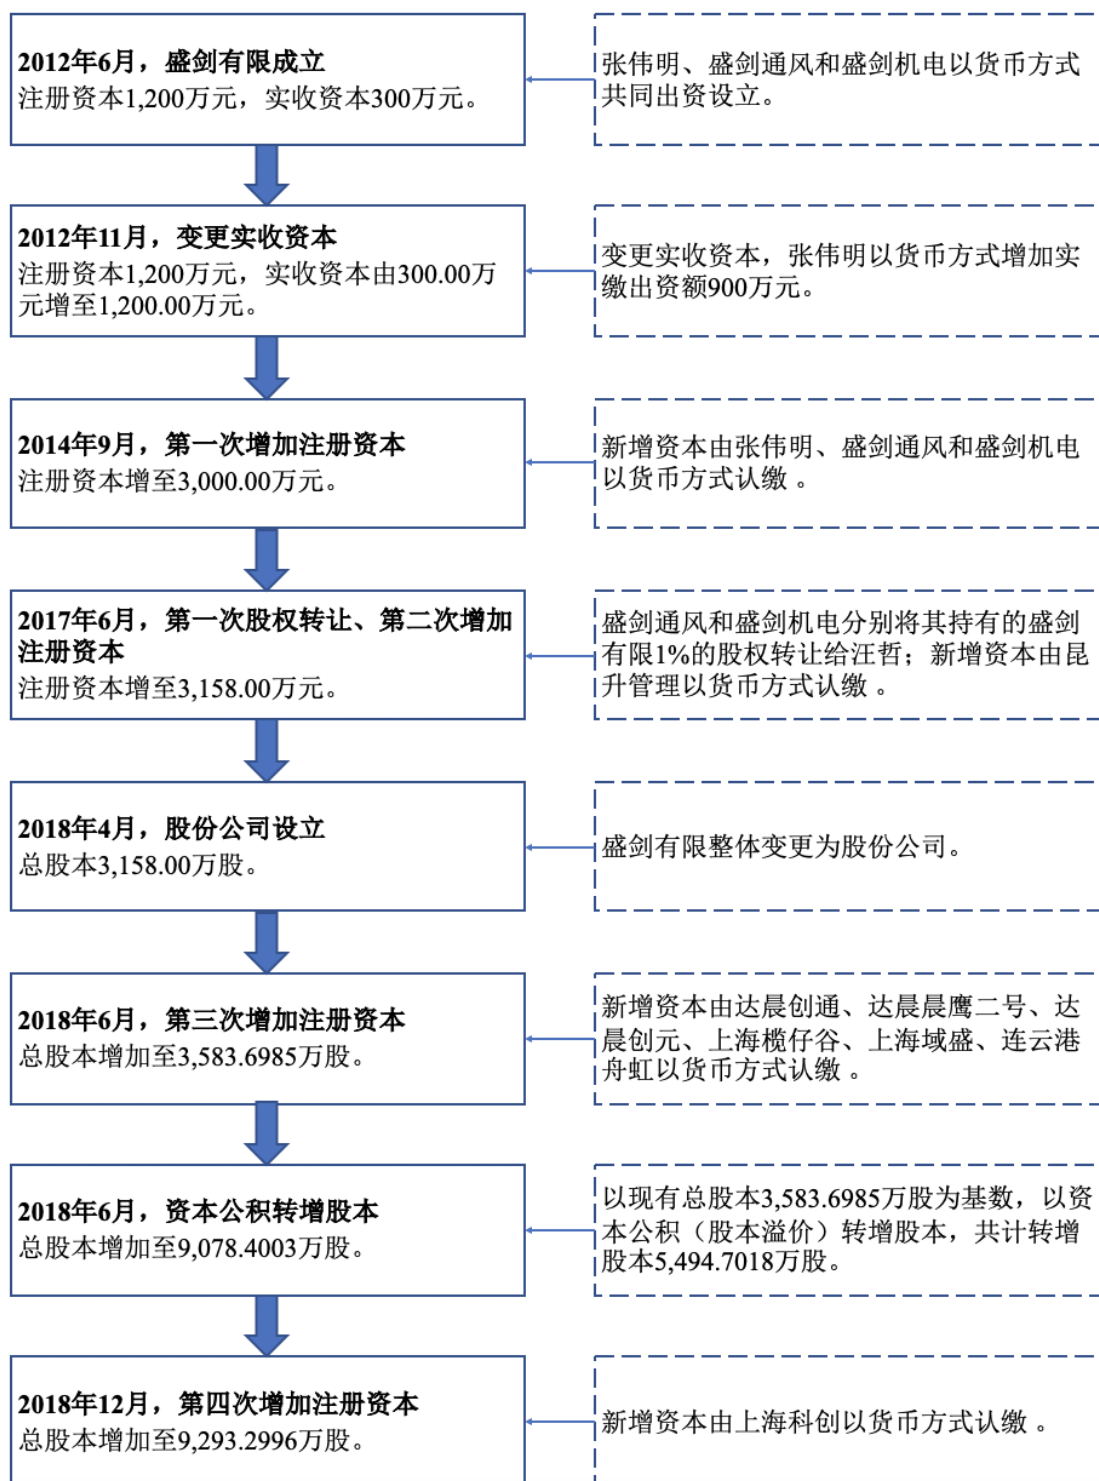 2012年6月，盛剑有限成立
注册资本1,200万元，实收资本300万元。
张伟明、盛剑通风和盛剑机电以货币方式
共同出资设立。
2012年11月，变更实收资本
注册资本1,200万元，实收资本由300.00万
元增至1,200.00万元。
变更实收资本，张伟明以货币方式增加实
缴出资额900万元。
2014年9月，第一次增加注册资本
注册资本增至3,000.00万元。
新增资本由张伟明、盛剑通风和盛剑机电
以货币方式认缴 。
2017年6月，第一次股权转让、第二次增加
注册资本
注册资本增至3,158.00万元。
盛剑通风和盛剑机电分别将其持有的盛剑
有限1%的股权转让给汪哲；新增资本由昆
升管理以货币方式认缴 。
2018年4月，股份公司设立
总股本3,158.00万股。
盛剑有限整体变更为股份公司。
2018年6月，第三次增加注册资本
总股本增加至3,583.6985万股。
新增资本由达晨创通、达晨晨鹰二号、达
晨创元、上海榄仔谷、上海域盛、连云港
舟虹以货币方式认缴 。
2018年6月，资本公积转增股本
总股本增加至9,078.4003万股。
以现有总股本3,583.6985万股为基数，以资
本公积（股本溢价）转增股本，共计转增
股本5,494.7018万股。
2018年12月，第四次增加注册资本
总股本增加至9,293.2996万股。
新增资本由上海科创以货币方式认缴 。